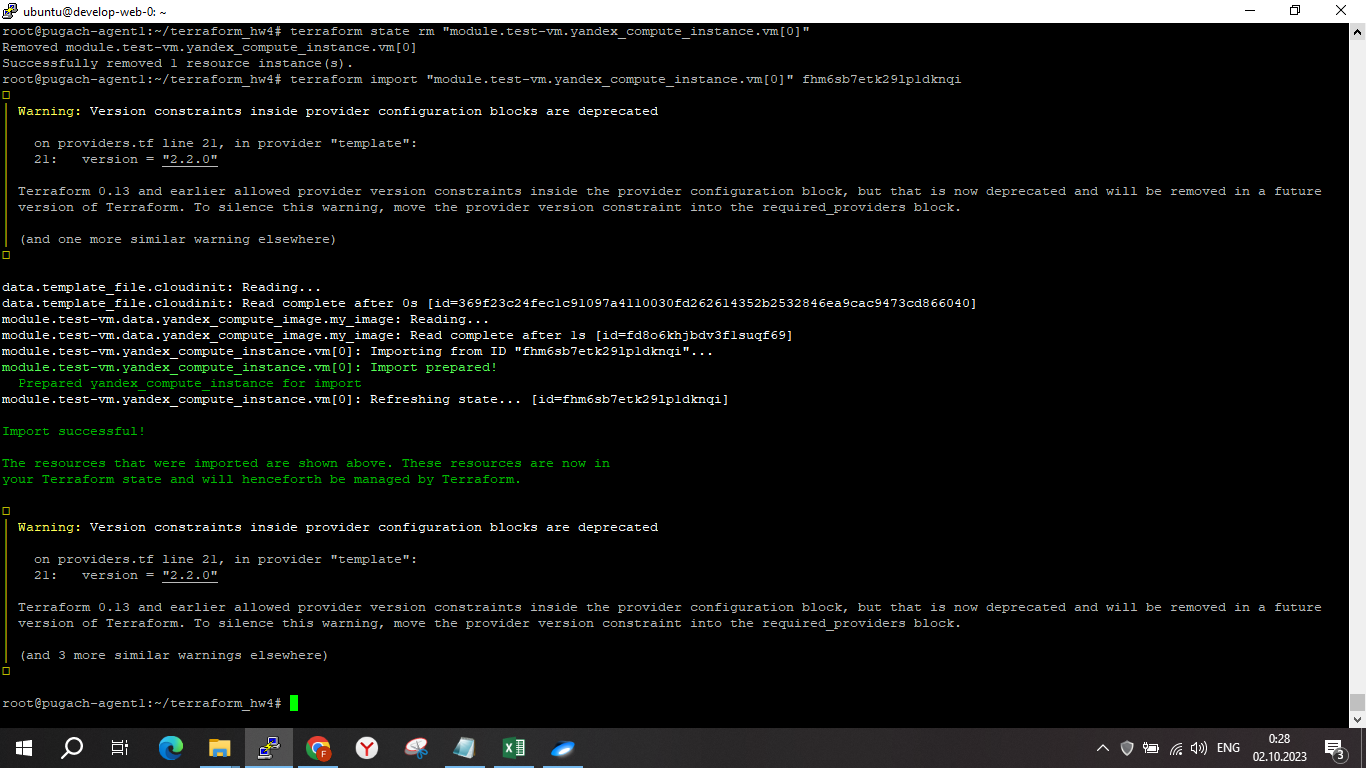 ubuntu@develop-web-0: ~
root@pugach-agent1:~/terraform_hw4# terraform state rm "module.test-vm.yandex_compute_instance.vm[0]"
Removed module.test-vm.yandex_compute_instance.vm[0]
Successfully removed 1 resource instance(s).
root@pugach-agent1:~/terraform_hw4# terraform import "module.test-vm.yandex_compute_instance.vm[0]" fhm6sb7etk29lp1dknqi
Warning: Version constraints inside provider configuration blocks are deprecated
on providers.tf line 21, in provider "template":
21:   version = "2.2.0"
Terraform 0.13 and earlier allowed provider version constraints inside the provider configuration block, but that is now deprecated and will be removed in a future
version of Terraform. To silence this warning, move the provider version constraint into the required_providers block.
(and one more similar warning elsewhere)
data.template_file.cloudinit: Reading...
data.template_file.cloudinit: Read complete after 0s [id=369f23c24fec1c91097a4110030fd262614352b2532846ea9cac9473cd866040]
module.test-vm.data.yandex_compute_image.my_image: Reading...
module.test-vm.data.yandex_compute_image.my_image: Read complete after 1s [id=fd8o6khjbdv3f1suqf69]
module.test-vm.yandex_compute_instance.vm[0]: Importing from ID "fhm6sb7etk29lp1dknqi"...
module.test-vm.yandex_compute_instance.vm[0]: Import prepared!
Prepared yandex_compute_instance for import
module.test-vm.yandex_compute_instance.vm[0]: Refreshing state... [id=fhm6sb7etk29lp1dknqi]
Import successful!
The resources that were imported are shown above. These resources are now in
your Terraform state and will henceforth be managed by Terraform.
Warning: Version constraints inside provider configuration blocks are deprecated
on providers.tf line 21, in provider "template":
21:   version = "2.2.0"
Terraform 0.13 and earlier allowed provider version constraints inside the provider configuration block, but that is now deprecated and will be removed in a future
version of Terraform. To silence this warning, move the provider version constraint into the required_providers block.
(and 3 more similar warnings elsewhere)
root@pugach-agent1:~/terraform_hw4#
ENG
0:28
02.10.2023
3